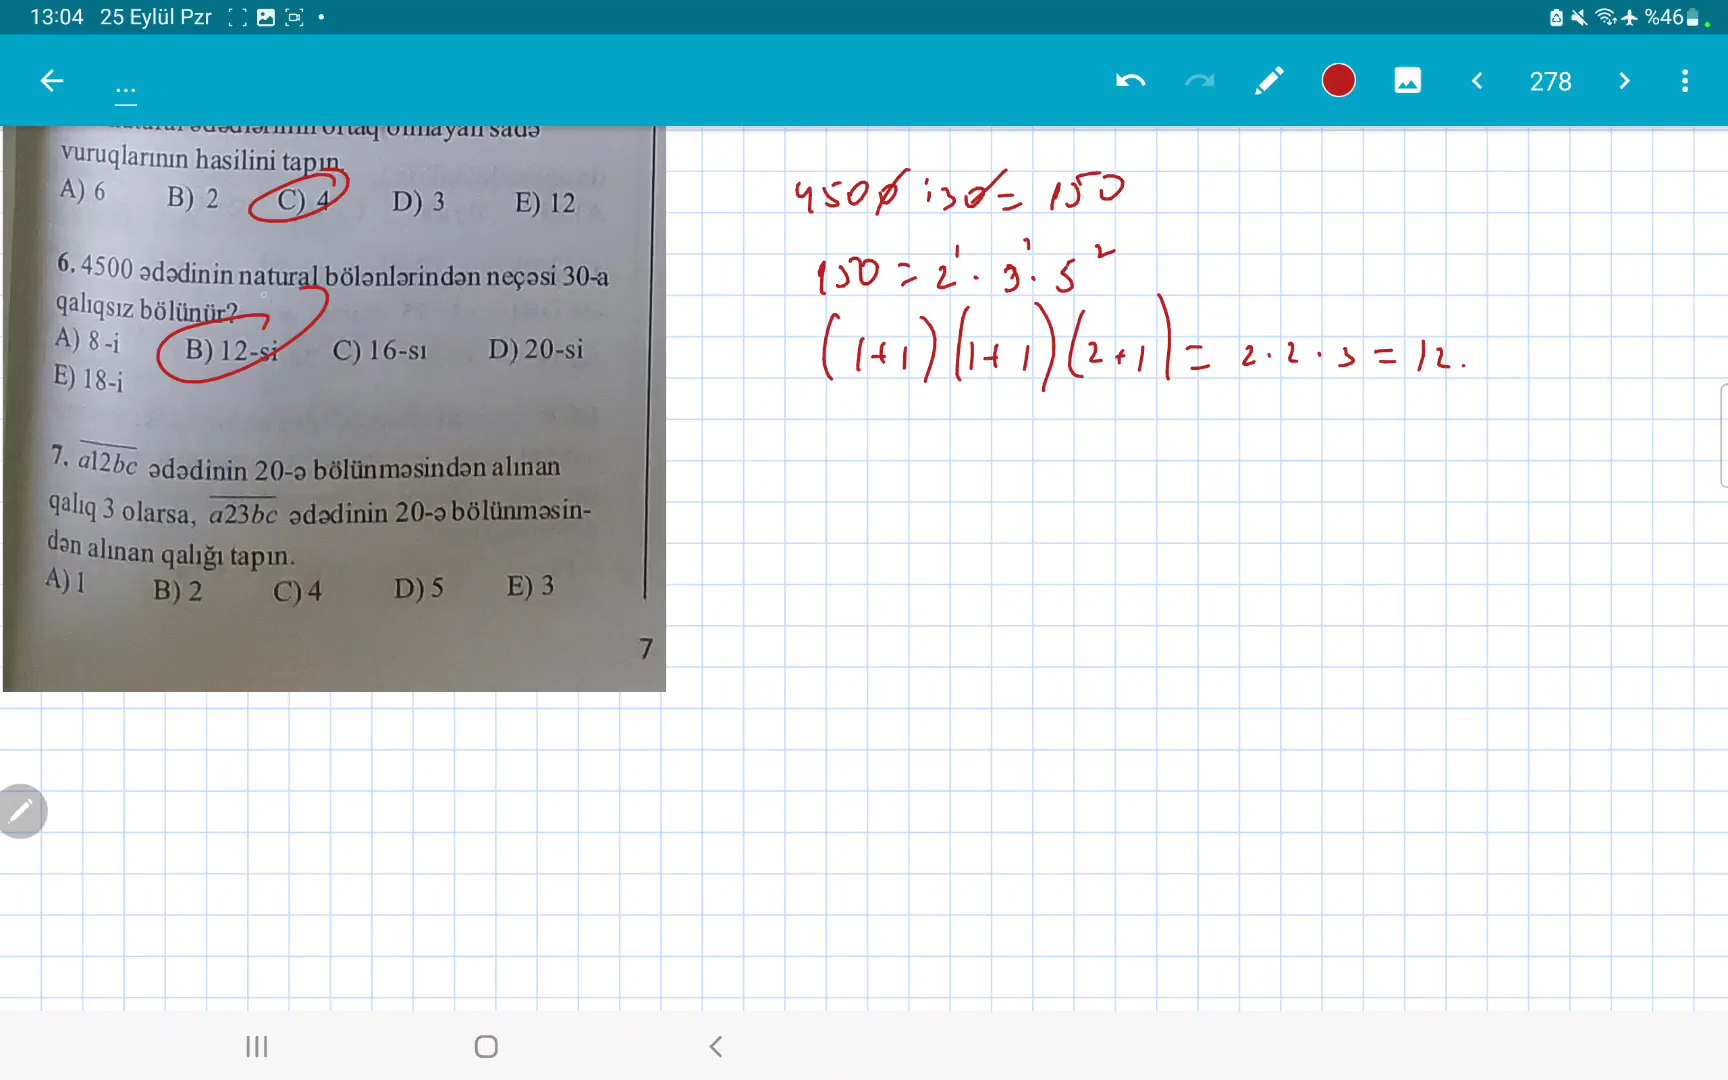 13:04 25 Eylül Pzr
%46
...
278
vuruqlarının hasilini tapın.
A) 6 B) 2 C) 4 D) 3 E) 12
6. 4500 ədədinin natural bölənlərindən neçəsi 30-a
qalıqsız bölünür?
A) 8-i B) 12-si C) 16-sı D) 20-si
E) 18-i
7. a12bc ədədinin 20-ə bölünməsindən alınan
qalıq 3 olarsa, a23bc ədədinin 20-ə bölünməsin-
dən alınan qalığı tapın.
A) 1 B) 2 C) 4 D) 5 E) 3
7
4500 : 30 = 150
150 = 2¹ · 3¹ · 5²
(1+1)(1+1)(2+1) = 2·2·3 = 12.